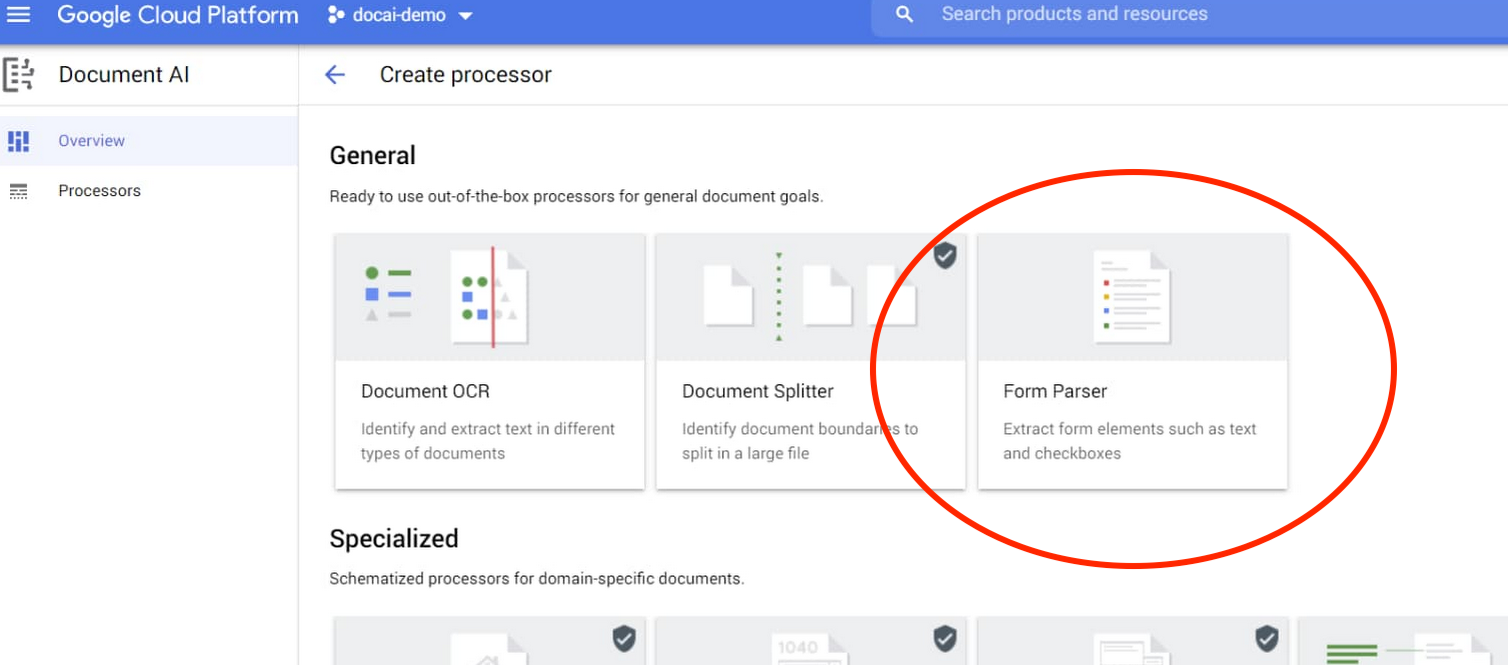 Google Cloud Platform
docai-demo
Search products and resources
Document AI
Create processor
Overview
Processors
General
Ready to use out-of-the-box processors for general document goals.
Document OCR
Identify and extract text in different
types of documents
Document Splitter
Identify document boundaries to
split in a large file
Form Parser
Extract form elements such as text
and checkboxes
Specialized
Schematized processors for domain-specific documents.
1040